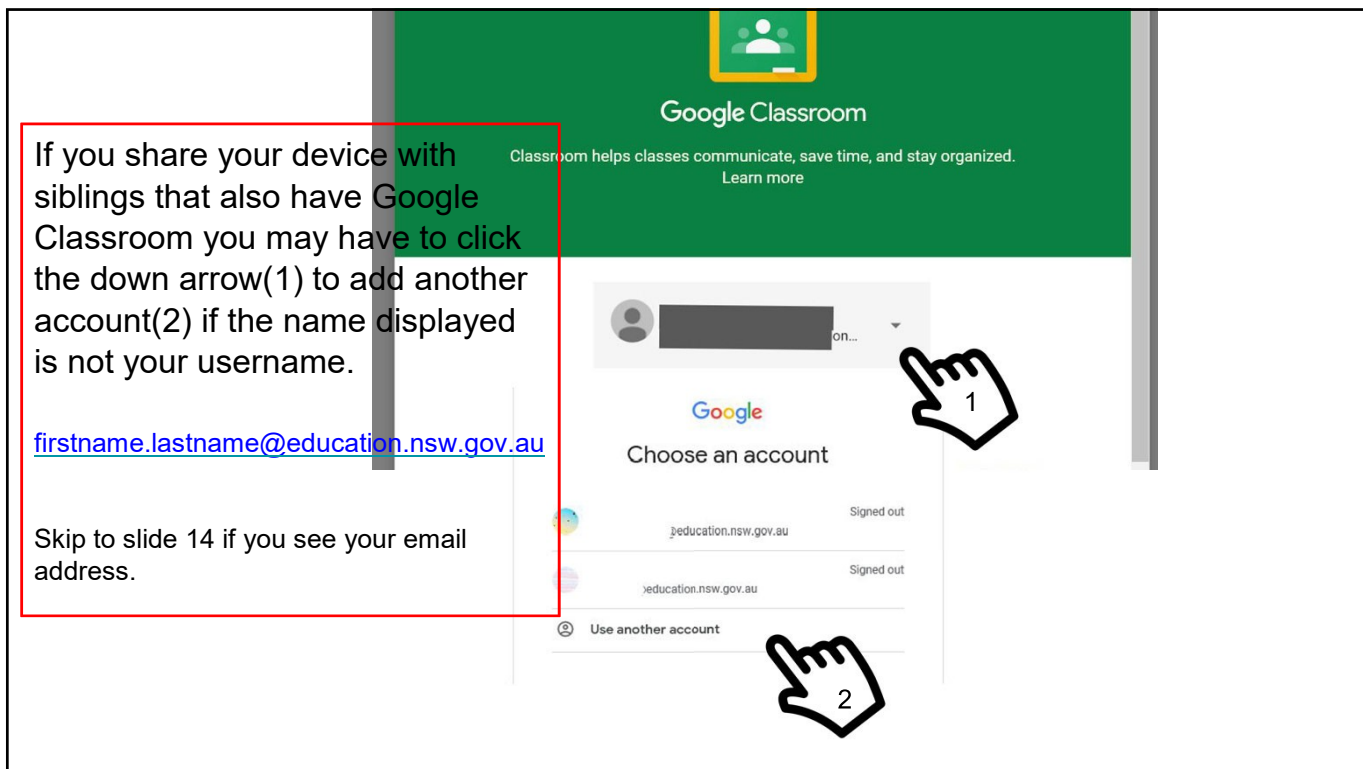 Google Classroom
Classroom helps classes communicate, save time, and stay organized.
Learn more
If you share your device with
siblings that also have Google
Classroom you may have to click
the down arrow(1) to add another
account(2) if the name displayed
is not your username.
firstname.lastname@education.nsw.gov.au
Skip to slide 14 if you see your email
address.
on...
1
Google
Choose an account
Signed out
education.nsw.gov.au
Signed out
education.nsw.gov.au
Use another account
2